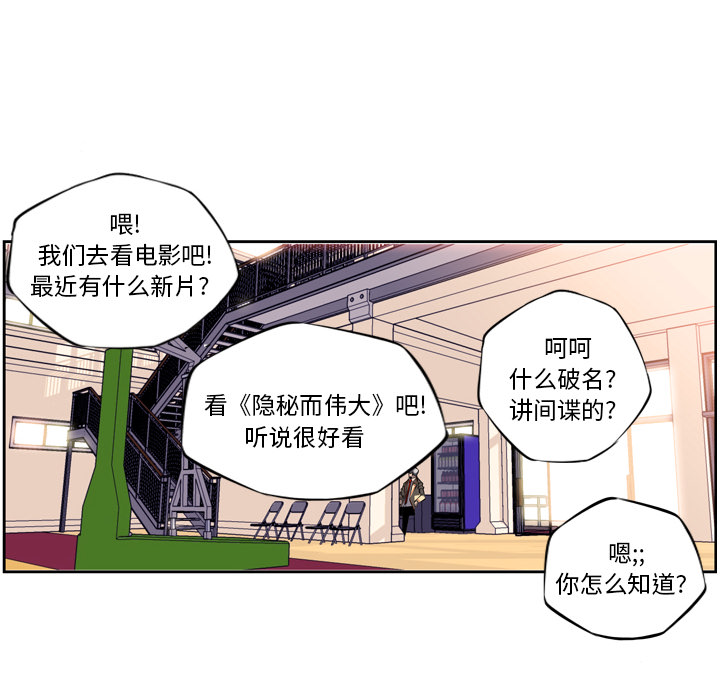 喂!
我们去看电影吧!
最近有什么新片?
看《隐秘而伟大》吧!
听说很好看
呵呵
什么破名?
讲间谍的?
嗯;;
你怎么知道?